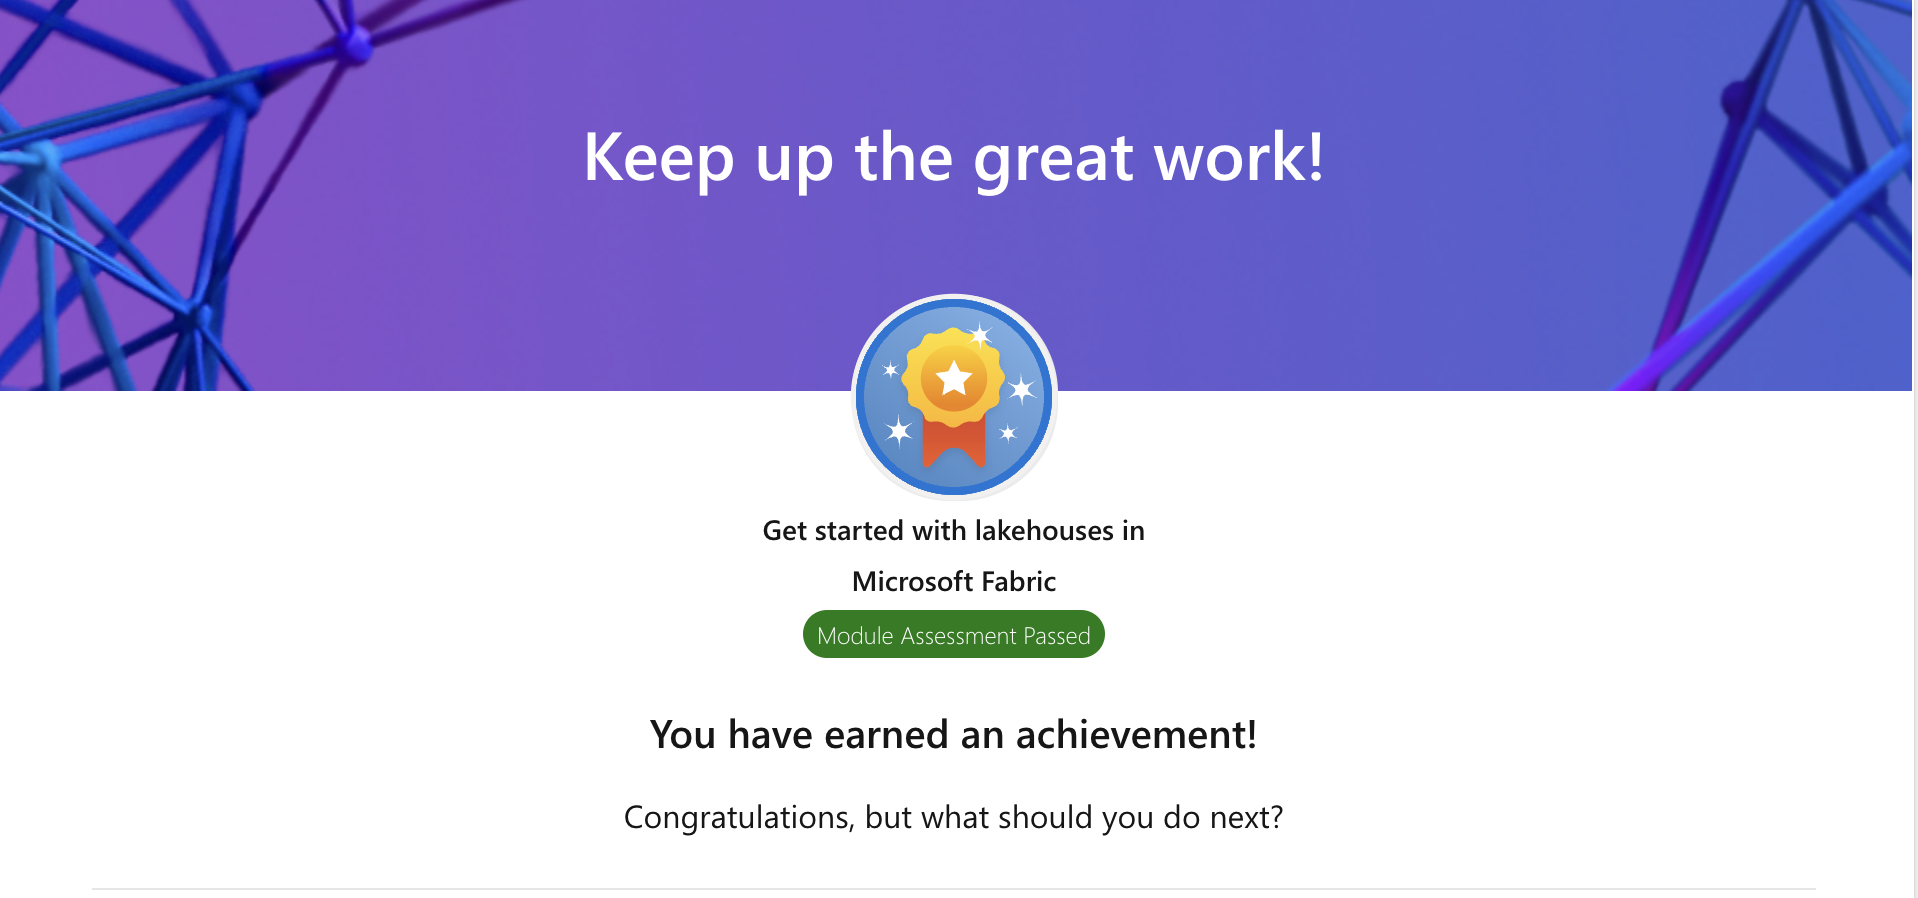 Keep up the great work!
Get started with lakehouses in
Microsoft Fabric
Module Assessment Passed
You have earned an achievement!
Congratulations, but what should you do next?